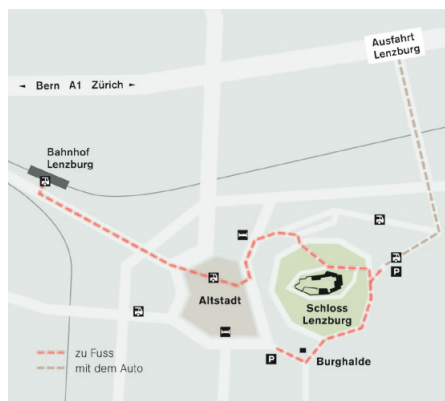 Ausfahrt
Lenzburg
Bern A1 Zürich
Bahnhof
Lenzburg
Altstadt
P
Schloss
Lenzburg
P
Burghalde
zu Fuss
mit dem Auto